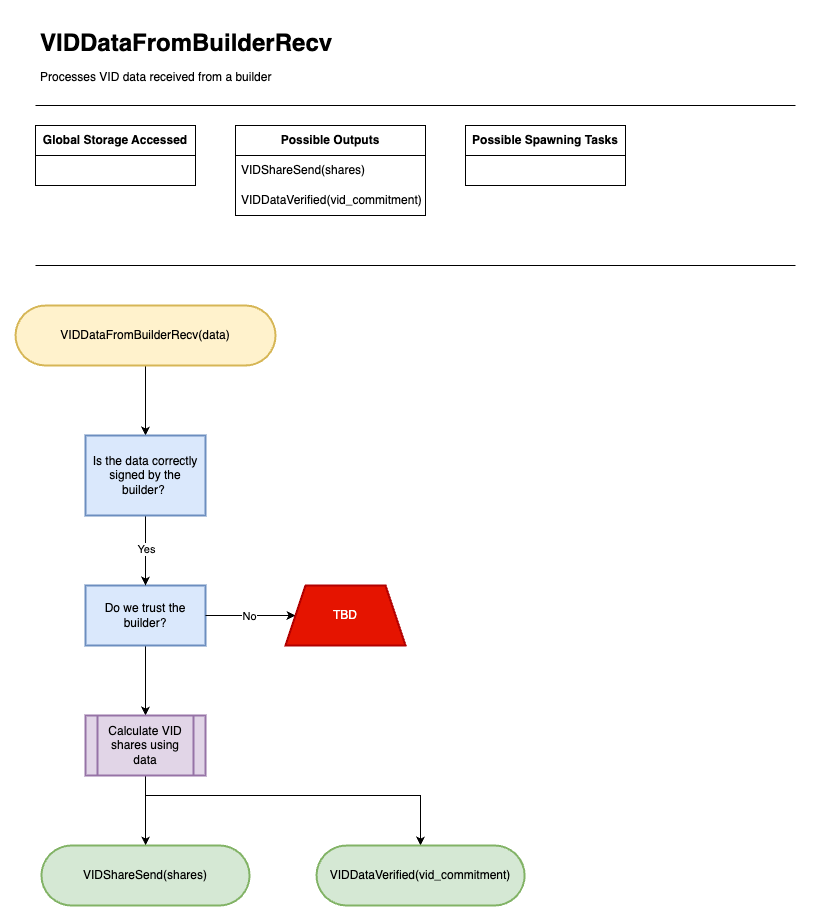 VIDDataFromBuilderRecv
Processes VID data received from a builder
Global Storage Accessed
Possible Outputs
VIDShareSend(shares)
VIDDataVerified(vid_commitment)
Possible Spawning Tasks
VIDDataFromBuilderRecv(data)
Is the data correctly
signed by the
builder?
Yes
Do we trust the
builder?
No
TBD
Calculate VID
shares using
data
VIDShareSend(shares)
VIDDataVerified(vid_commitment)